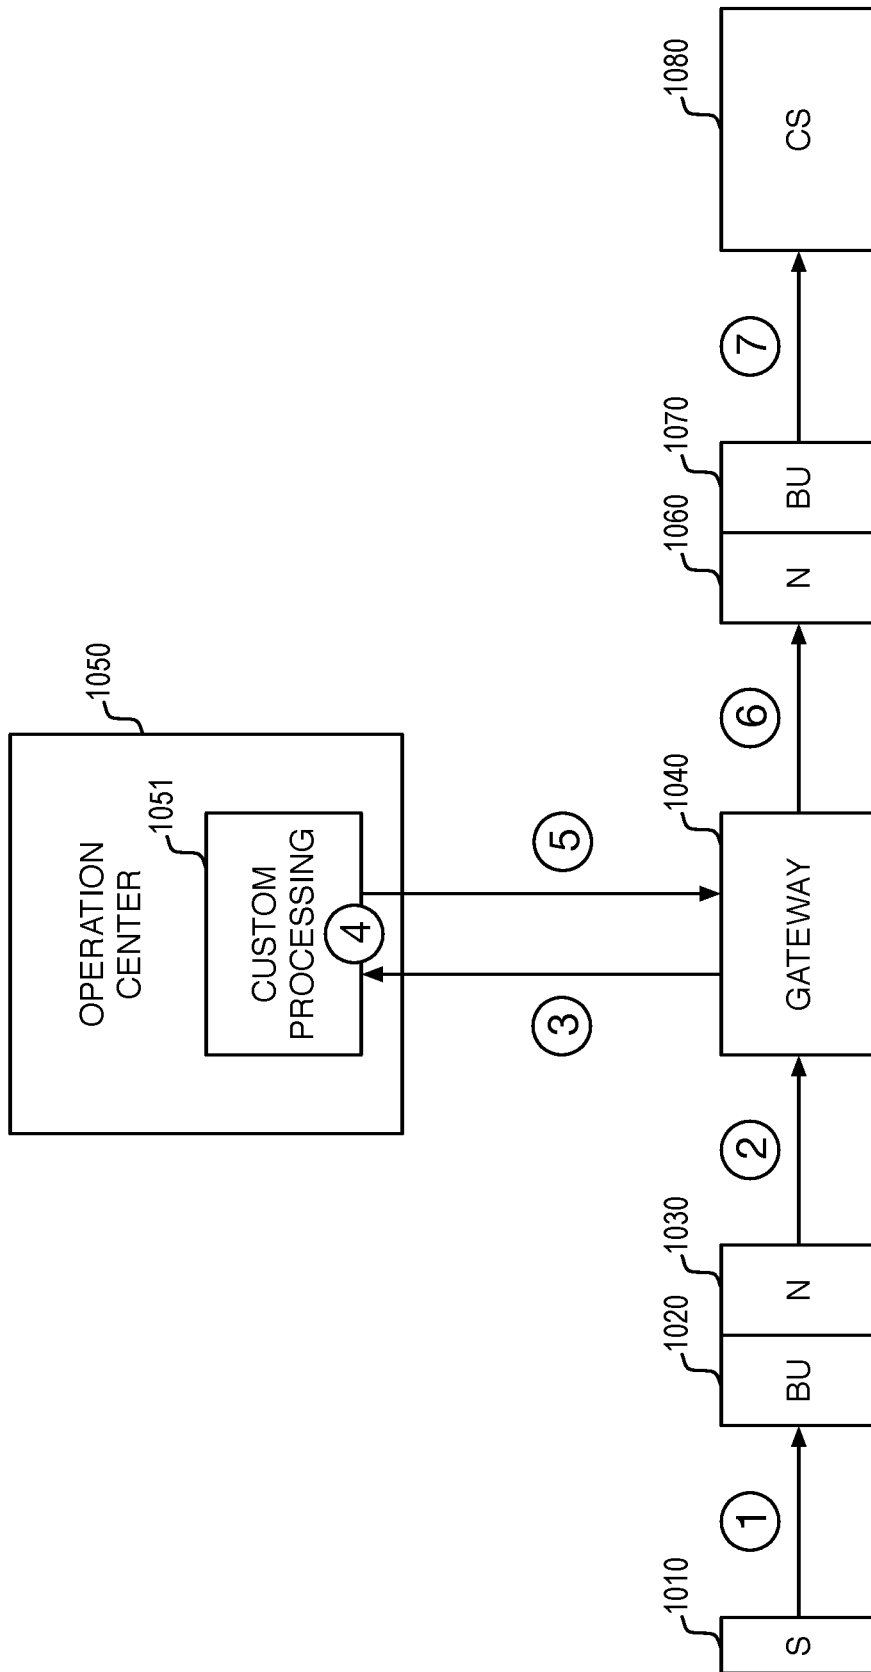 1050
OPERATION
CENTER
1051
CUSTOM
PROCESSING
4
3
5
1010
S
1
1020
BU
1030
N
2
1040
GATEWAY
6
1060
N
1070
BU
7
1080
CS